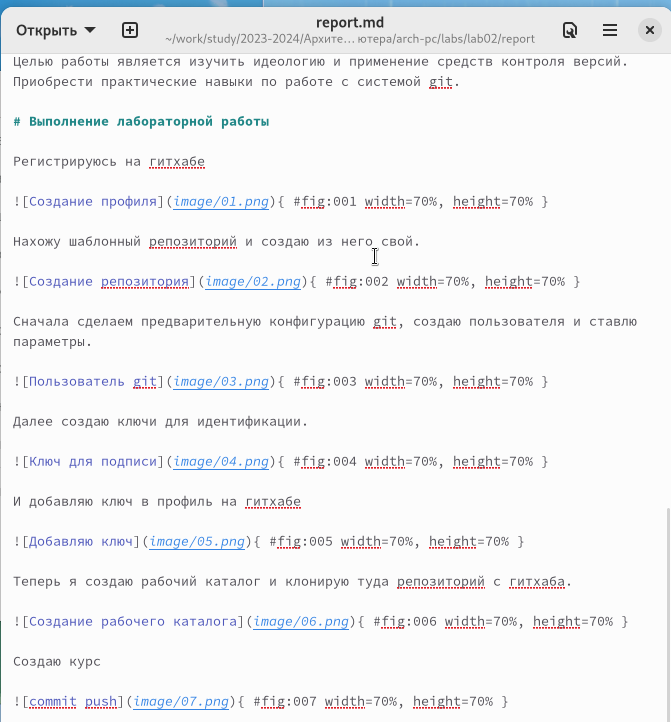 Открыть
report.md
~/work/study/2023-2024/Архите… ютера/arch-pc/labs/lab02/report
Целью работы является изучить идеологию и применение средств контроля версий.
Приобрести практические навыки по работе с системой git.
# Выполнение лабораторной работы
Регистрируюсь на гитхабе
![Создание профиля](image/01.png){ #fig:001 width=70%, height=70% }
Нахожу шаблонный репозиторий и создаю из него свой.
![Создание репозитория](image/02.png){ #fig:002 width=70%, height=70% }
Сначала сделаем предварительную конфигурацию git, создаю пользователя и ставлю
параметры.
![Пользователь git](image/03.png){ #fig:003 width=70%, height=70% }
Далее создаю ключи для идентификации.
![Ключ для подписи](image/04.png){ #fig:004 width=70%, height=70% }
И добавляю ключ в профиль на гитхабе
![Добавляю ключ](image/05.png){ #fig:005 width=70%, height=70% }
Теперь я создаю рабочий каталог и клонирую туда репозиторий с гитхаба.
![Создание рабочего каталога](image/06.png){ #fig:006 width=70%, height=70% }
Создаю курс
![commit push](image/07.png){ #fig:007 width=70%, height=70% }